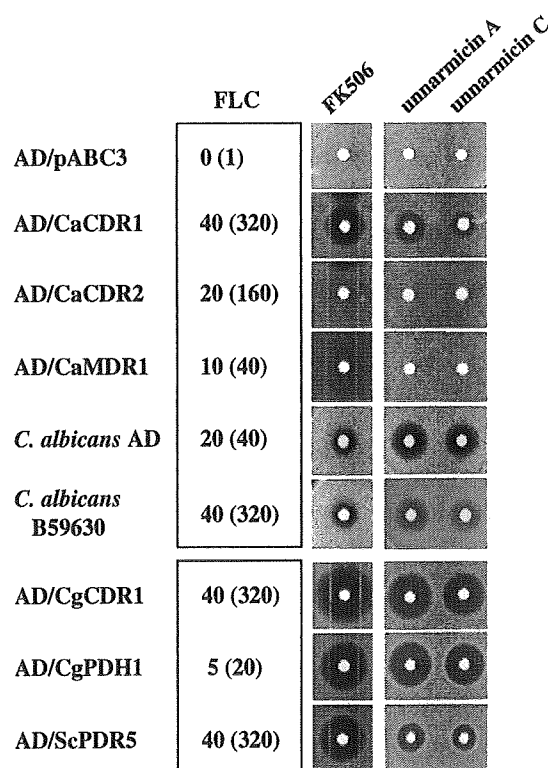 FLC FK506 unnarmicin A unnarmicin C
AD/pABC3 0 (1)
AD/CaCDR1 40 (320)
AD/CaCDR2 20 (160)
AD/CaMDR1 10 (40)
C. albicans AD 20 (40)
C. albicans
B59630 40 (320)
AD/CgCDR1 40 (320)
AD/CgPDH1 5 (20)
AD/ScPDR5 40 (320)